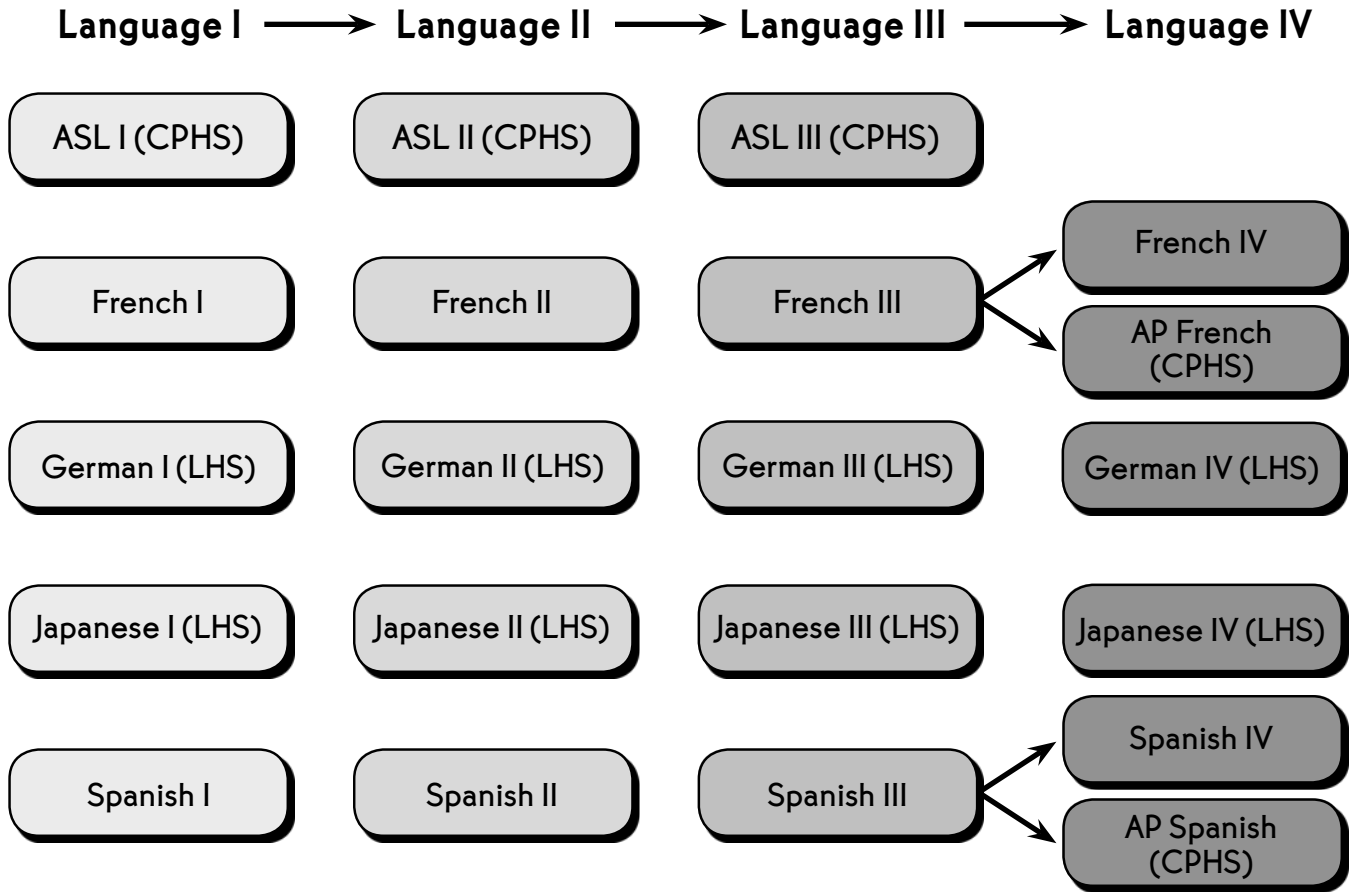 Language I
Language II
Language III
Language IV
ASL I (CPHS)
ASL II (CPHS)
ASL III (CPHS)
French I
French II
French III
French IV
AP French
(CPHS)
German I (LHS)
German II (LHS)
German III (LHS)
German IV (LHS)
Japanese I (LHS)
Japanese II (LHS)
Japanese III (LHS)
Japanese IV (LHS)
Spanish I
Spanish II
Spanish III
Spanish IV
AP Spanish
(CPHS)